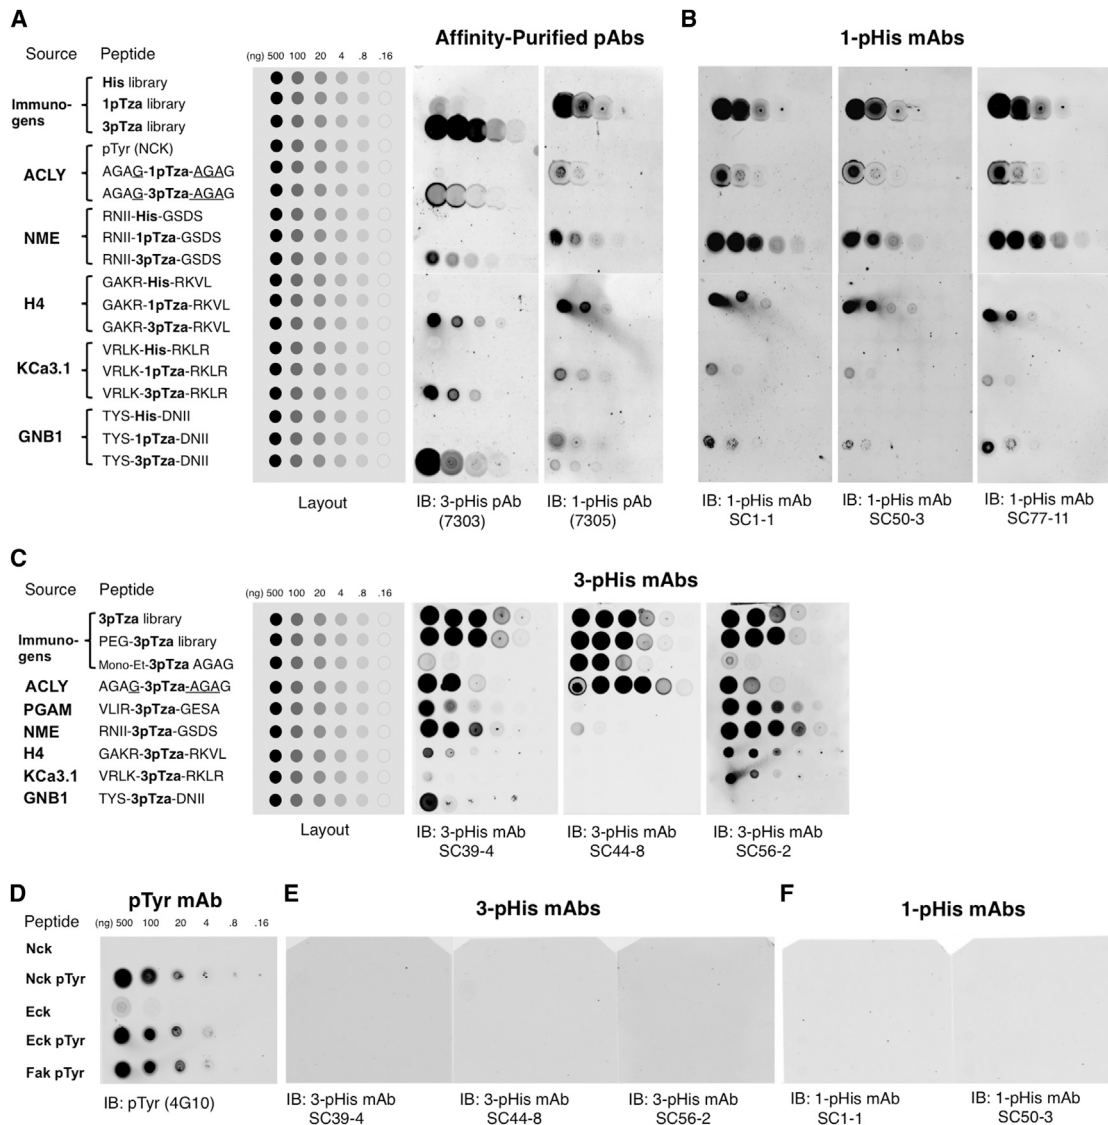 A
B
Affinity-Purified pAbs
1-pHis mAbs
Source
Peptide
(ng) 500 100 20 4 .8 .16
Immuno-
gens
His library
1pTza library
3pTza library
pTyr (NCK)
ACLY
AGAG-1pTza-AGAG
AGAG-3pTza-AGAG
NME
RNII-His-GSDS
RNII-1pTza-GSDS
RNII-3pTza-GSDS
H4
GAKR-His-RKVL
GAKR-1pTza-RKVL
GAKR-3pTza-RKVL
KCa3.1
VRLK-His-RKLR
VRLK-1pTza-RKLR
VRLK-3pTza-RKLR
GNB1
TYS-His-DNII
TYS-1pTza-DNII
TYS-3pTza-DNII
Layout
IB: 3-pHis pAb
(7303)
IB: 1-pHis pAb
(7305)
IB: 1-pHis mAb
SC1-1
IB: 1-pHis mAb
SC50-3
IB: 1-pHis mAb
SC77-11
C
3-pHis mAbs
Source
Peptide
(ng) 500 100 20 4 .8 .16
Immuno-
gens
3pTza library
PEG-3pTza library
Mono-Et-3pTza AGAG
ACLY AGAG-3pTza-AGAG
PGAM VLIR-3pTza-GESA
NME RNII-3pTza-GSDS
H4 GAKR-3pTza-RKVL
KCa3.1 VRLK-3pTza-RKLR
GNB1 TYS-3pTza-DNII
Layout
IB: 3-pHis mAb
SC39-4
IB: 3-pHis mAb
SC44-8
IB: 3-pHis mAb
SC56-2
D
pTyr mAb
Peptide
(ng) 500 100 20 4 .8 .16
Nck
Nck pTyr
Eck
Eck pTyr
Fak pTyr
IB: pTyr (4G10)
E
3-pHis mAbs
IB: 3-pHis mAb
SC39-4
IB: 3-pHis mAb
SC44-8
IB: 3-pHis mAb
SC56-2
F
1-pHis mAbs
IB: 1-pHis mAb
SC1-1
IB: 1-pHis mAb
SC50-3